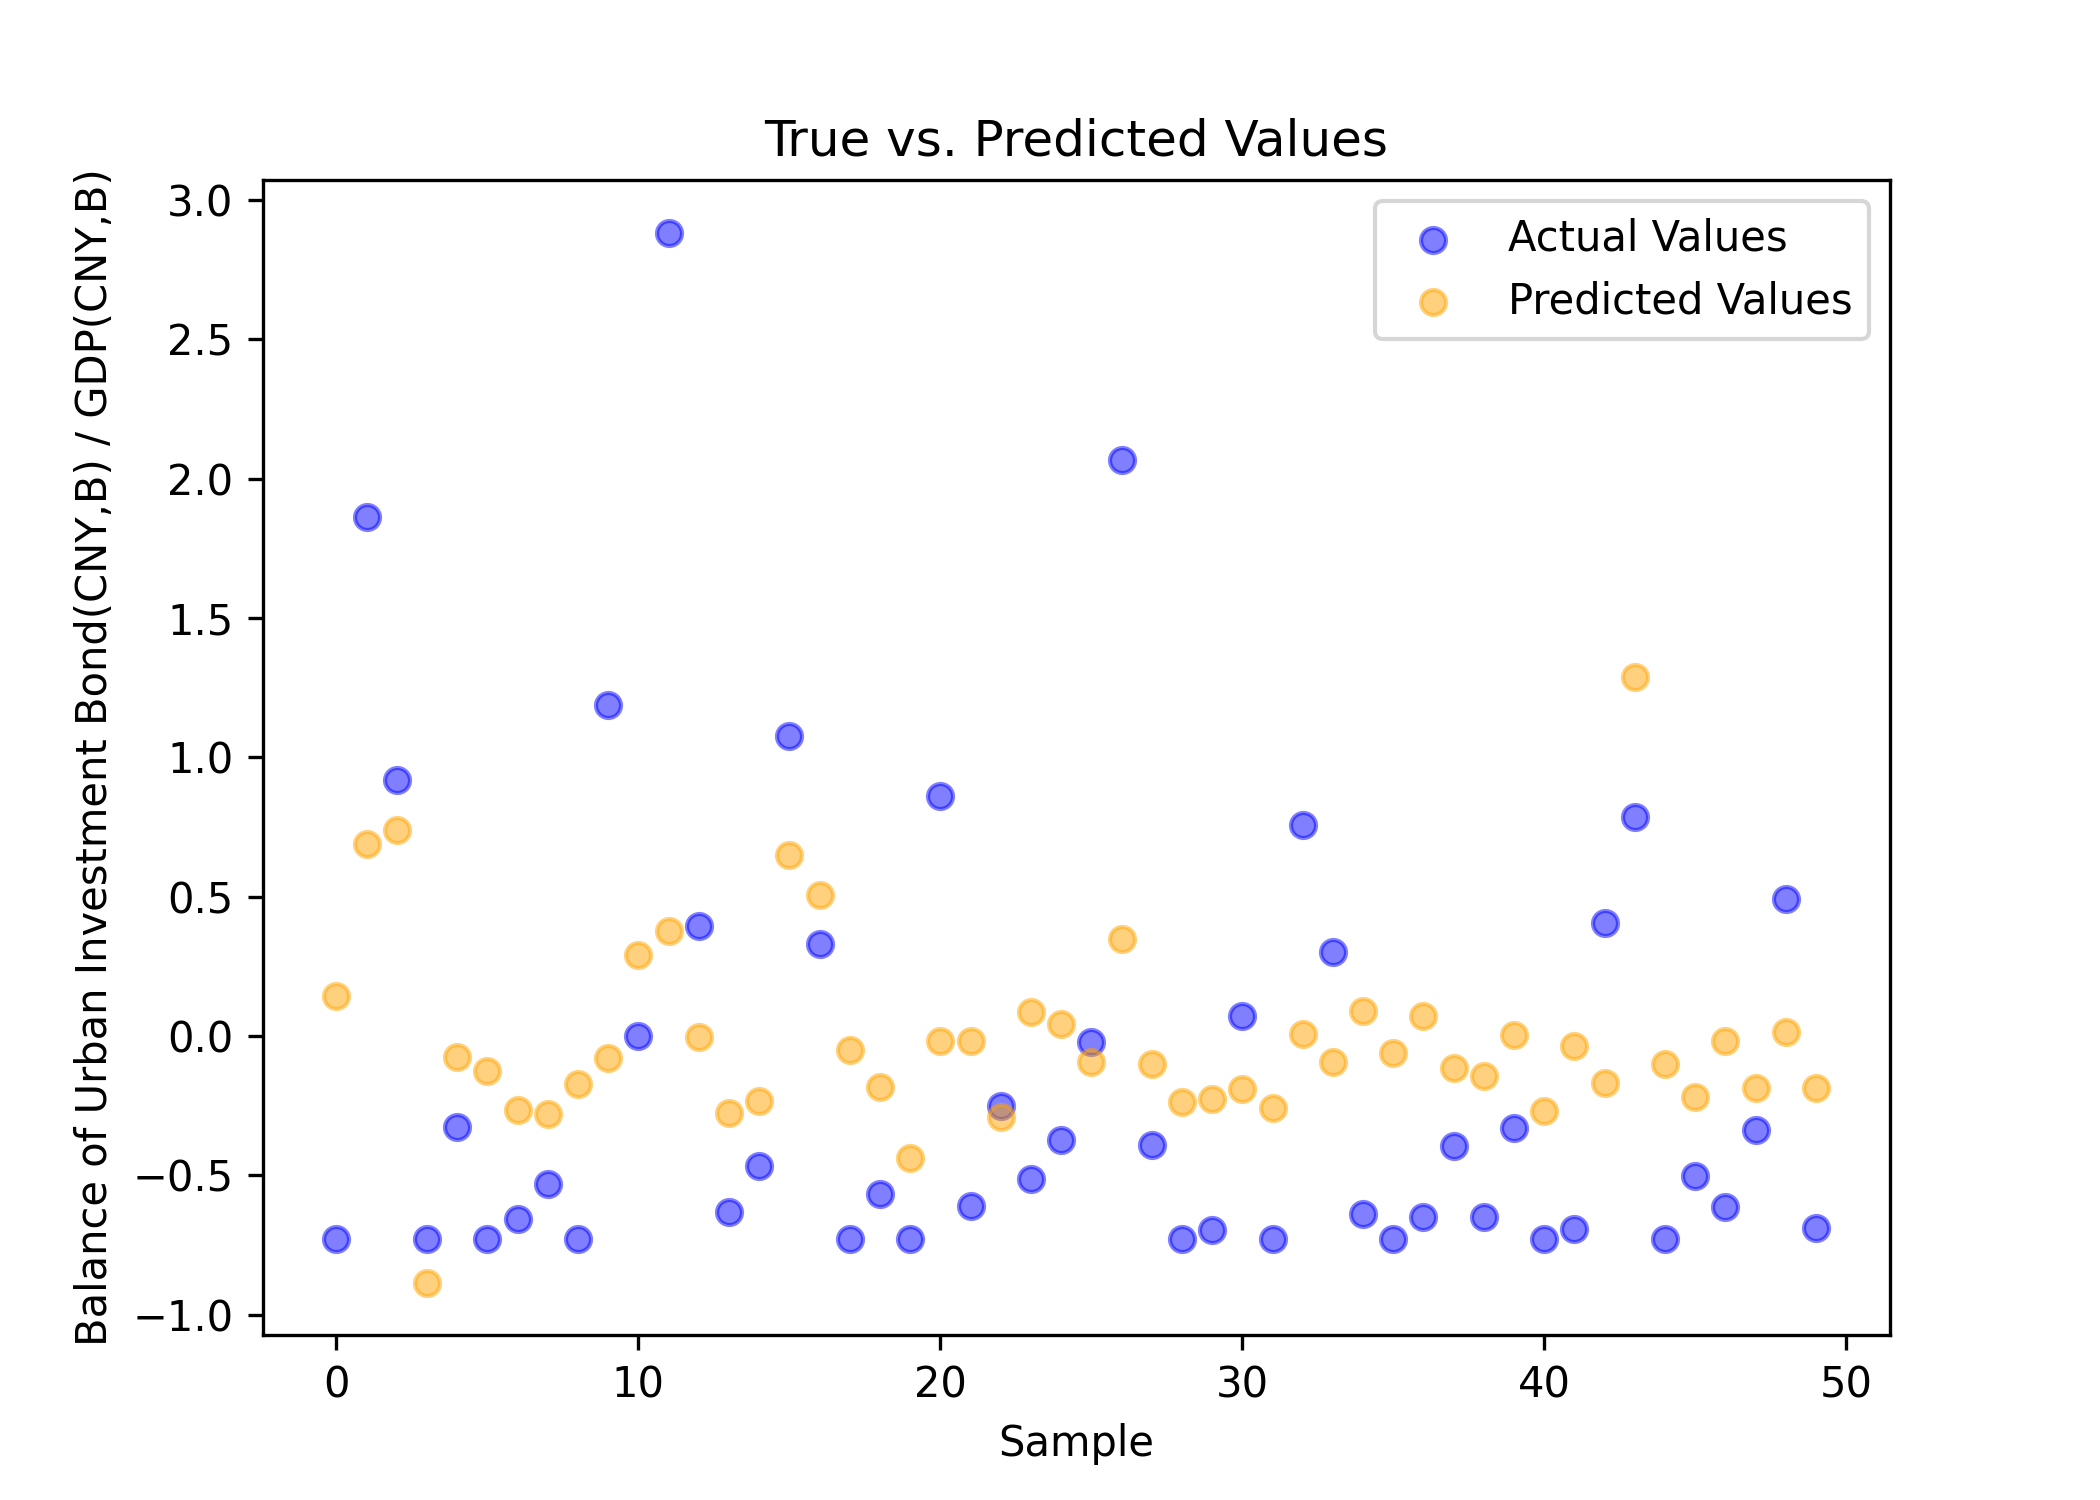 True vs. Predicted Values
Balance of Urban Investment Bond(CNY,B) / GDP(CNY,B)
3.0
2.5
2.0
1.5
1.0
0.5
0.0
−0.5
−1.0
Actual Values
Predicted Values
0 10 20 30 40 50
Sample